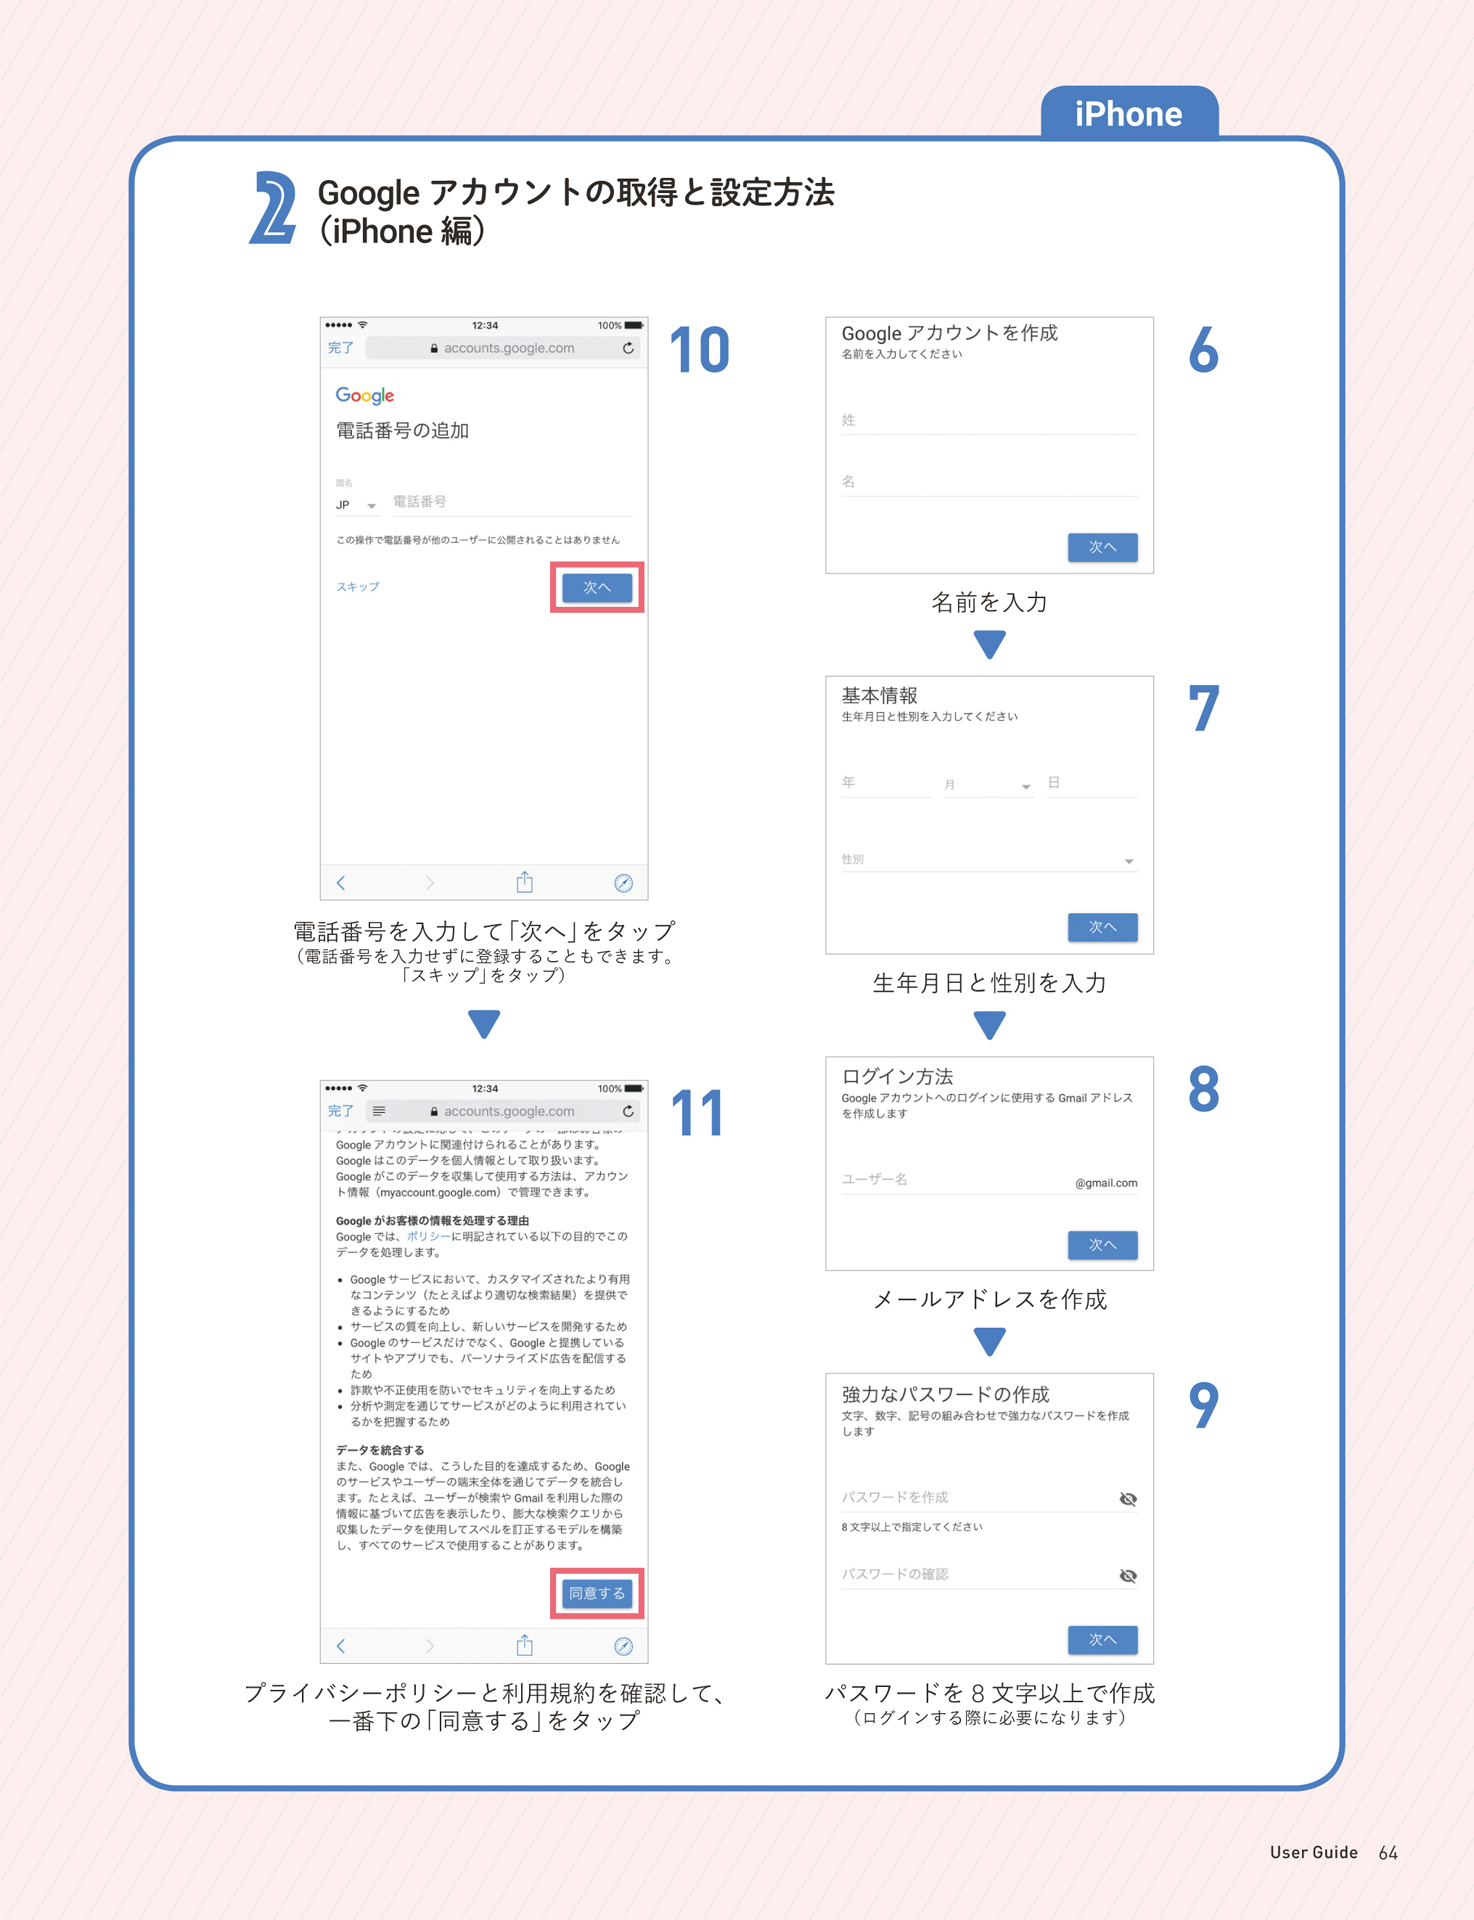 iPhone
2
Google アカウントの取得と設定方法
（iPhone 編）
6
Google アカウントを作成
名前を入力してください
姓
名
次へ
名前を入力
7
基本情報
生年月日と性別を入力してください
年 月 日
性別
次へ
生年月日と性別を入力
8
ログイン方法
Google アカウントへのログインに使用する Gmail アドレス
を作成します
ユーザー名 @gmail.com
次へ
メールアドレスを作成
9
強力なパスワードの作成
文字、数字、記号の組み合わせで強力なパスワードを作成
します
パスワードを作成
8 文字以上で指定してください
パスワードの確認
次へ
パスワードを 8 文字以上で作成
（ログインする際に必要になります）
10
12:34 100%
完了 accounts.google.com
Google
電話番号の追加
国名
JP 電話番号
この操作で電話番号が他のユーザーに公開されることはありません
スキップ 次へ
電話番号を入力して「次へ」をタップ
（電話番号を入力せずに登録することもできます。
「スキップ」をタップ）
11
12:34 100%
完了 accounts.google.com
Google アカウントに関連付けられることがあります。
Google はこのデータを個人情報として取り扱います。
Google がこのデータを収集して使用する方法は、アカウン
ト情報（myaccount.google.com）で管理できます。
Google がお客様の情報を処理する理由
Google では、ポリシーに明記されている以下の目的でこの
データを処理します。
• Google サービスにおいて、カスタマイズされたより有用
なコンテンツ（たとえばより適切な検索結果）を提供で
きるようにするため
• サービスの質を向上し、新しいサービスを開発するため
• Google のサービスだけでなく、Google と提携している
サイトやアプリでも、パーソナライズド広告を配信する
ため
• 詐欺や不正使用を防いでセキュリティを向上するため
• 分析や測定を通じてサービスがどのように利用されてい
るかを把握するため
データを統合する
また、Google では、こうした目的を達成するため、Google
のサービスやユーザーの端末全体を通じてデータを統合し
ます。たとえば、ユーザーが検索や Gmail を利用した際の
情報に基づいて広告を表示したり、膨大な検索クエリから
収集したデータを使用してスペルを訂正するモデルを構築
し、すべてのサービスで使用することがあります。
同意する
プライバシーポリシーと利用規約を確認して、
一番下の「同意する」をタップ
User Guide 64